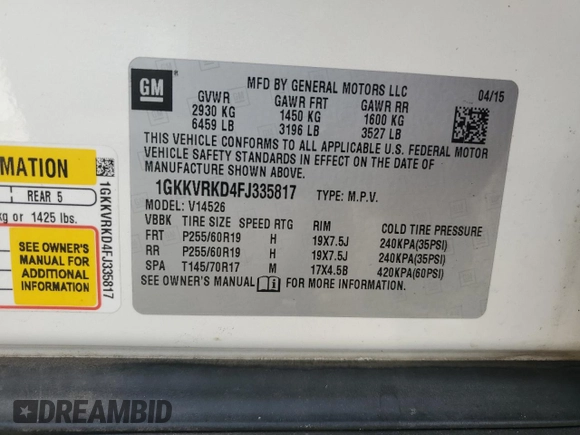 GM
®
MFD BY GENERAL MOTORS LLC
04/15
GVWR GAWR FRT GAWR RR
2930 KG 1450 KG 1600 KG
6459 LB 3196 LB 3527 LB
THIS VEHICLE CONFORMS TO ALL APPLICABLE U.S. FEDERAL MOTOR
VEHICLE SAFETY STANDARDS IN EFFECT ON THE DATE OF
MANUFACTURE SHOWN ABOVE.
1GKKVRKD4FJ335817 TYPE: M.P.V.
MODEL: V14526
VBBK TIRE SIZE SPEED RTG RIM COLD TIRE PRESSURE
FRT P255/60R19 H 19X7.5J 240KPA(35PSI)
RR P255/60R19 H 19X7.5J 240KPA(35PSI)
SPA T145/70R17 M 17X4.5B 420KPA(60PSI)
SEE OWNER'S MANUAL FOR MORE INFORMATION.
RMATION
REAR 5
kg or 1425 lbs.
SEE OWNER'S
MANUAL FOR
ADDITIONAL
INFORMATION
1GKKVRKD4FJ335817
DREAMBID